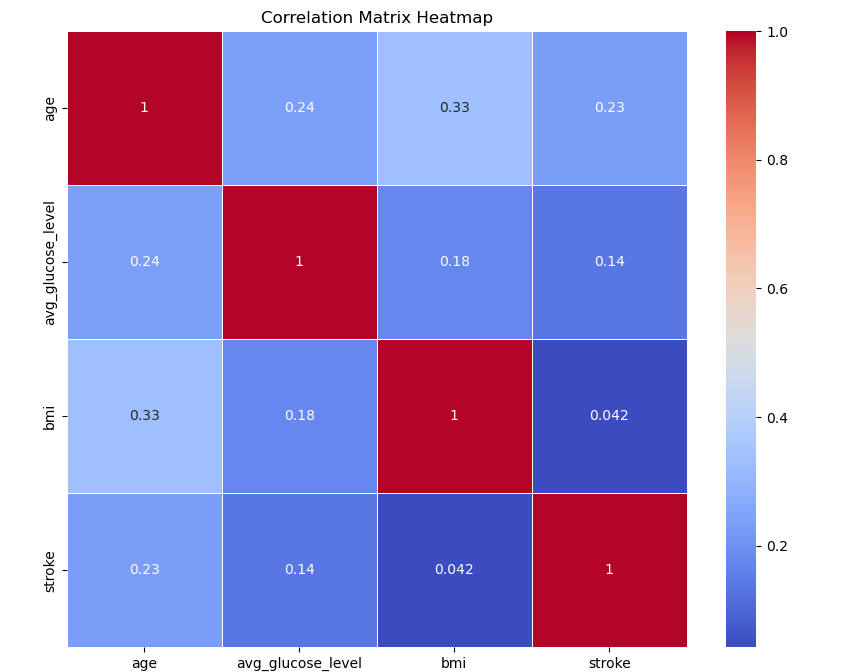 Correlation Matrix Heatmap
age
1
0.24
0.33
0.23
avg_glucose_level
0.24
1
0.18
0.14
bmi
0.33
0.18
1
0.042
stroke
0.23
0.14
0.042
1
age
avg_glucose_level
bmi
stroke
1.0
0.8
0.6
0.4
0.2